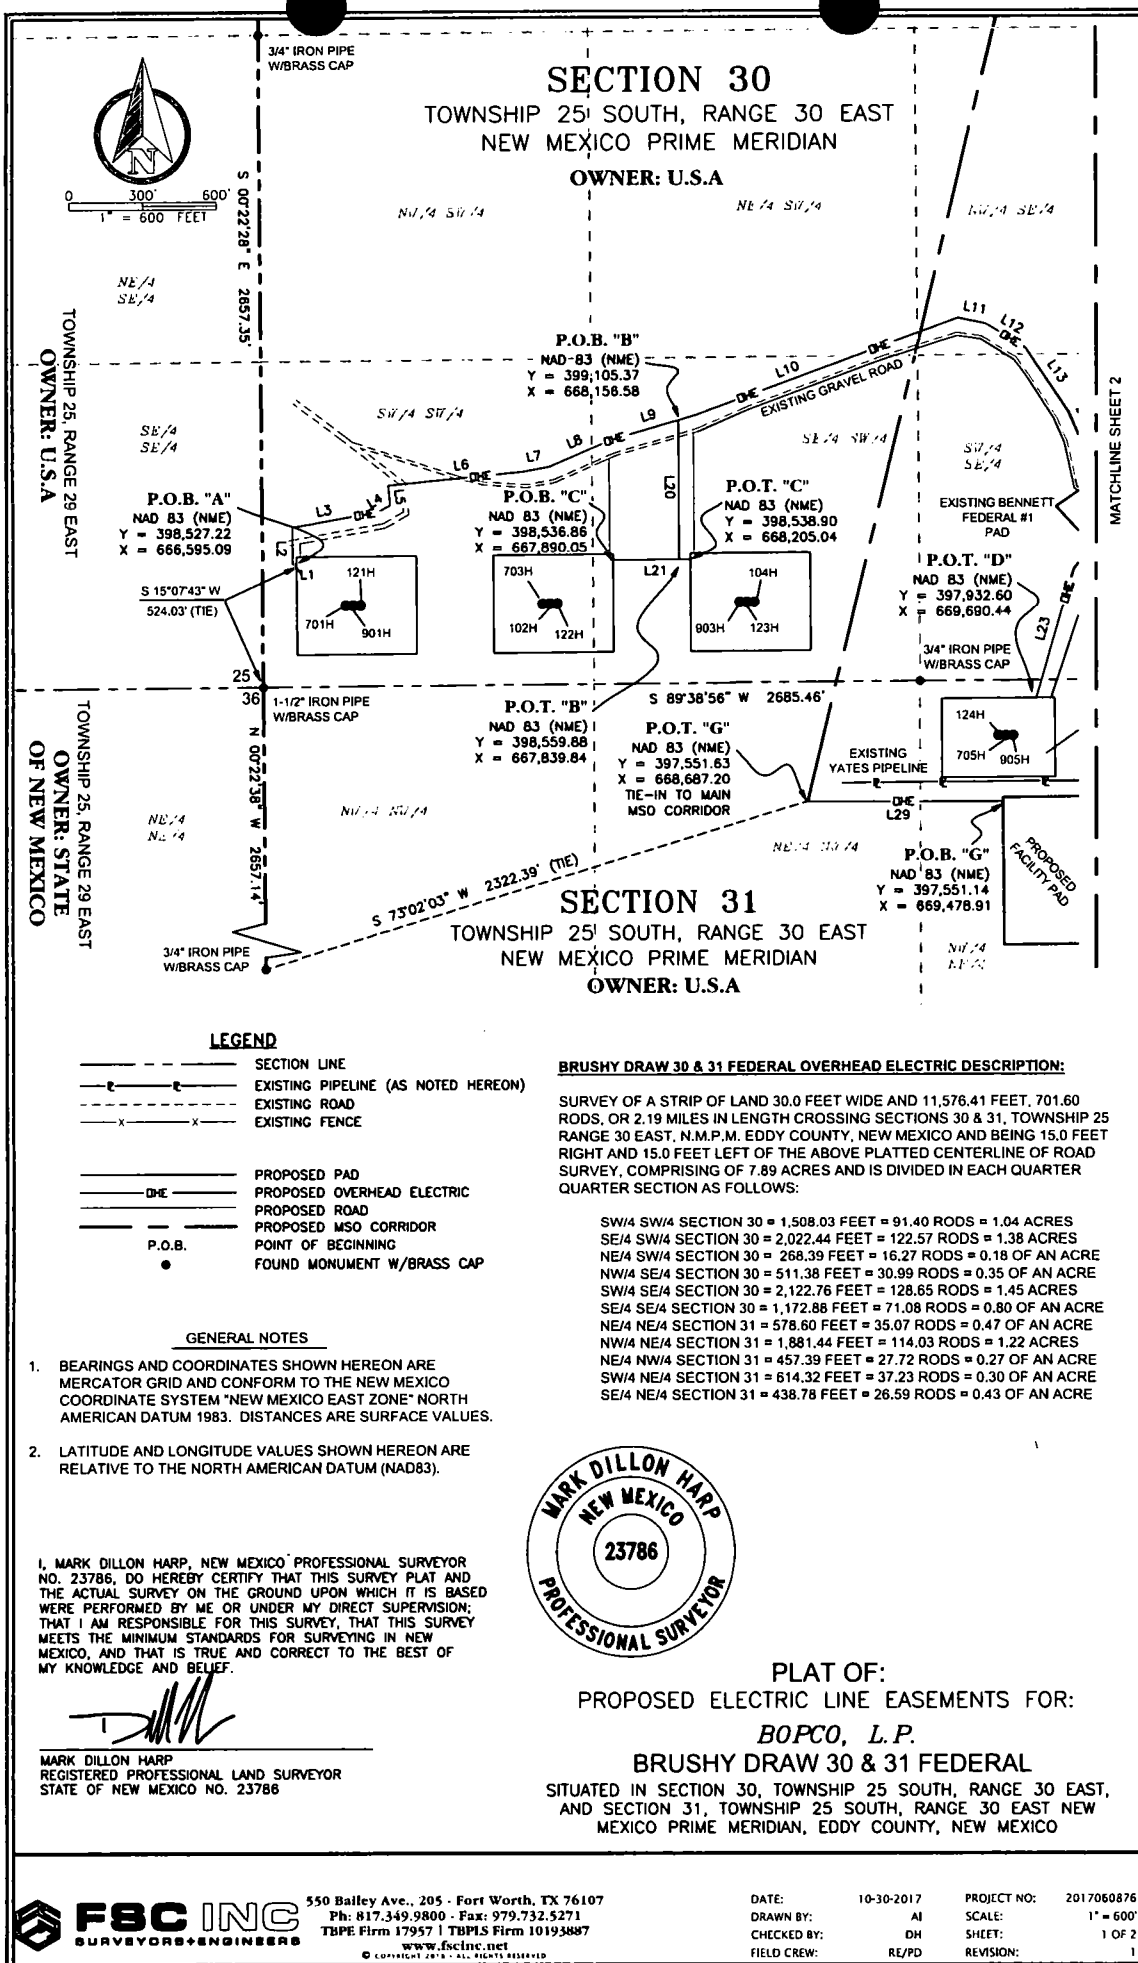 3/4" IRON PIPE
W/BRASS CAP
SECTION 30
TOWNSHIP 25 SOUTH, RANGE 30 EAST
NEW MEXICO PRIME MERIDIAN
OWNER: U.S.A
N
0 300' 600'
1" = 600 FEET
S 00°22'28" E 2657.35'
NW/4 SW/4
NE/4 SW/4
NW/4 SE/4
NE/4
SE/4
TOWNSHIP 25, RANGE 29 EAST
OWNER: U.S.A
SE/4
SE/4
SW/4 SW/4
SE/4 SW/4
SW/4
SE/4
L11
L12
OHE
L13
MATCHLINE SHEET 2
P.O.B. "B"
NAD-83 (NME)
Y = 399,105.37
X = 668,156.58
OHE
L10
OHE
EXISTING GRAVEL ROAD
L9
OHE
L8
L7
OHE
L6
L5
L4
OHE
L3
L2
L1
L20
P.O.B. "A"
NAD 83 (NME)
Y = 398,527.22
X = 666,595.09
P.O.B. "C"
NAD 83 (NME)
Y = 398,536.86
X = 667,890.05
P.O.T. "C"
NAD 83 (NME)
Y = 398,538.90
X = 668,205.04
EXISTING BENNETT
FEDERAL #1
PAD
P.O.T. "D"
NAD 83 (NME)
Y = 397,932.60
X = 669,690.44
OHE
L23
S 15°07'43" W
524.03' (TIE)
121H
701H
901H
703H
102H
122H
L21
104H
903H
123H
3/4" IRON PIPE
W/BRASS CAP
25
36
1-1/2" IRON PIPE
W/BRASS CAP
S 89°38'56" W 2685.46'
P.O.T. "B"
NAD 83 (NME)
Y = 398,559.88
X = 667,839.84
P.O.T. "G"
NAD 83 (NME)
Y = 397,551.63
X = 668,687.20
TIE-IN TO MAIN
MSO CORRIDOR
124H
705H
905H
EXISTING
YATES PIPELINE
OHE
L29
P.O.B. "G"
NAD 83 (NME)
Y = 397,551.14
X = 669,478.91
PROPOSED
FACILITY PAD
TOWNSHIP 25, RANGE 29 EAST
OWNER: STATE
OF NEW MEXICO
N 00°22'38" W 2657.14'
NE/4
NE/4
NW/4 NW/4
NE/4 NW/4
NW/4
NE/4
S 73°02'03" W 2322.39' (TIE)
3/4" IRON PIPE
W/BRASS CAP
SECTION 31
TOWNSHIP 25 SOUTH, RANGE 30 EAST
NEW MEXICO PRIME MERIDIAN
OWNER: U.S.A
LEGEND
SECTION LINE
EXISTING PIPELINE (AS NOTED HEREON)
EXISTING ROAD
x x EXISTING FENCE
PROPOSED PAD
OHE PROPOSED OVERHEAD ELECTRIC
PROPOSED ROAD
PROPOSED MSO CORRIDOR
P.O.B. POINT OF BEGINNING
FOUND MONUMENT W/BRASS CAP
GENERAL NOTES
1. BEARINGS AND COORDINATES SHOWN HEREON ARE
MERCATOR GRID AND CONFORM TO THE NEW MEXICO
COORDINATE SYSTEM "NEW MEXICO EAST ZONE" NORTH
AMERICAN DATUM 1983. DISTANCES ARE SURFACE VALUES.
2. LATITUDE AND LONGITUDE VALUES SHOWN HEREON ARE
RELATIVE TO THE NORTH AMERICAN DATUM (NAD83).
BRUSHY DRAW 30 & 31 FEDERAL OVERHEAD ELECTRIC DESCRIPTION:
SURVEY OF A STRIP OF LAND 30.0 FEET WIDE AND 11,576.41 FEET, 701.60
RODS, OR 2.19 MILES IN LENGTH CROSSING SECTIONS 30 & 31, TOWNSHIP 25
RANGE 30 EAST, N.M.P.M. EDDY COUNTY, NEW MEXICO AND BEING 15.0 FEET
RIGHT AND 15.0 FEET LEFT OF THE ABOVE PLATTED CENTERLINE OF ROAD
SURVEY, COMPRISING OF 7.89 ACRES AND IS DIVIDED IN EACH QUARTER
QUARTER SECTION AS FOLLOWS:
SW/4 SW/4 SECTION 30 = 1,508.03 FEET = 91.40 RODS = 1.04 ACRES
SE/4 SW/4 SECTION 30 = 2,022.44 FEET = 122.57 RODS = 1.38 ACRES
NE/4 SW/4 SECTION 30 = 268.39 FEET = 16.27 RODS = 0.18 OF AN ACRE
NW/4 SE/4 SECTION 30 = 511.38 FEET = 30.99 RODS = 0.35 OF AN ACRE
SW/4 SE/4 SECTION 30 = 2,122.76 FEET = 128.65 RODS = 1.45 ACRES
SE/4 SE/4 SECTION 30 = 1,172.88 FEET = 71.08 RODS = 0.80 OF AN ACRE
NE/4 NE/4 SECTION 31 = 578.60 FEET = 35.07 RODS = 0.47 OF AN ACRE
NW/4 NE/4 SECTION 31 = 1,881.44 FEET = 114.03 RODS = 1.22 ACRES
NE/4 NW/4 SECTION 31 = 457.39 FEET = 27.72 RODS = 0.27 OF AN ACRE
SW/4 NE/4 SECTION 31 = 614.32 FEET = 37.23 RODS = 0.30 OF AN ACRE
SE/4 NE/4 SECTION 31 = 438.78 FEET = 26.59 RODS = 0.43 OF AN ACRE
MARK DILLON HARP
NEW MEXICO
23786
PROFESSIONAL SURVEYOR
I, MARK DILLON HARP, NEW MEXICO PROFESSIONAL SURVEYOR
NO. 23786, DO HEREBY CERTIFY THAT THIS SURVEY PLAT AND
THE ACTUAL SURVEY ON THE GROUND UPON WHICH IT IS BASED
WERE PERFORMED BY ME OR UNDER MY DIRECT SUPERVISION;
THAT I AM RESPONSIBLE FOR THIS SURVEY, THAT THIS SURVEY
MEETS THE MINIMUM STANDARDS FOR SURVEYING IN NEW
MEXICO, AND THAT IS TRUE AND CORRECT TO THE BEST OF
MY KNOWLEDGE AND BELIEF.
MARK DILLON HARP
REGISTERED PROFESSIONAL LAND SURVEYOR
STATE OF NEW MEXICO NO. 23786
PLAT OF:
PROPOSED ELECTRIC LINE EASEMENTS FOR:
BOPCO, L.P.
BRUSHY DRAW 30 & 31 FEDERAL
SITUATED IN SECTION 30, TOWNSHIP 25 SOUTH, RANGE 30 EAST,
AND SECTION 31, TOWNSHIP 25 SOUTH, RANGE 30 EAST NEW
MEXICO PRIME MERIDIAN, EDDY COUNTY, NEW MEXICO
FSC INC
SURVEYORS+ENGINEERS
550 Bailey Ave., 205 - Fort Worth, TX 76107
Ph: 817.349.9800 - Fax: 979.732.5271
TBPE Firm 17957 | TBPLS Firm 10193887
www.fscinc.net
© COPYRIGHT 2018 - ALL RIGHTS RESERVED
DATE: 10-30-2017 PROJECT NO: 2017060876
DRAWN BY: AI SCALE: 1" = 600'
CHECKED BY: DH SHEET: 1 OF 2
FIELD CREW: RE/PD REVISION: 1